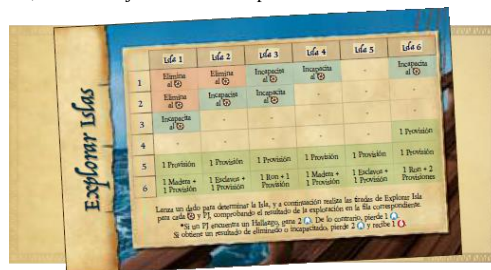 Explorar Islas
Isla 1 Isla 2 Isla 3 Isla 4 Isla 5 Isla 6
1 Elimina al Elimina al Incapacita al Incapacita al - Incapacita al
2 Elimina al Incapacita al Incapacita al - - -
3 Incapacita al - - - - -
4 - - - - - 1 Provisión
5 1 Provisión 1 Provisión 1 Provisión 1 Provisión 1 Provisión 1 Provisión
6 1 Madera + 1 Provisión 1 Esclavos + 1 Provisión 1 Ron + 1 Provisión 1 Madera + 1 Provisión 1 Esclavos + 1 Provisión 1 Ron + 2 Provisiones
Lanza un dado para determinar la Isla, y a continuación realiza las tiradas de Explorar Isla
para cada y PJ, comprobando el resultado de la exploración en la fila correspondiente.
*Si un PJ encuentra un Hallazgo, gana 2 . De lo contrario, pierde 1 .
Si obtiene un resultado de eliminado o incapacitado, pierde 2 y recibe 1